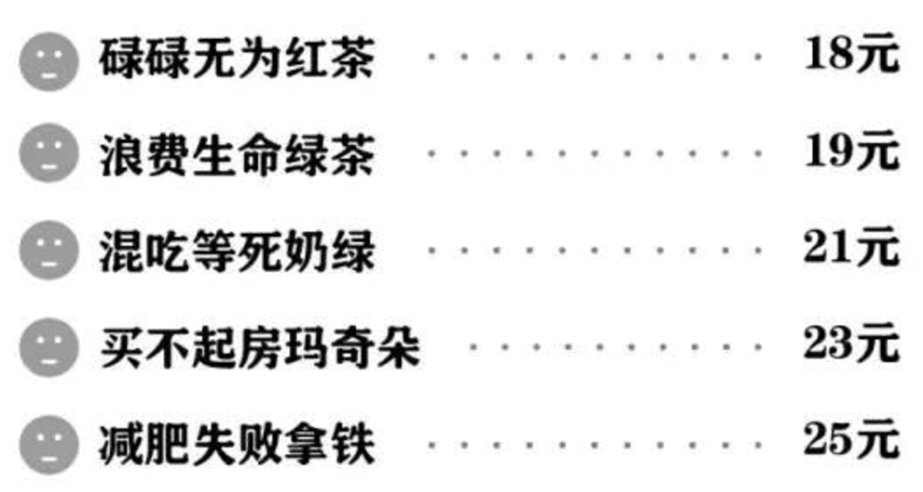 碌碌无为红茶 · · · · · · · · · · · 18元
浪费生命绿茶 · · · · · · · · · · · 19元
混吃等死奶绿 · · · · · · · · · · · 21元
买不起房玛奇朵 · · · · · · · · · · 23元
减肥失败拿铁 · · · · · · · · · · · 25元